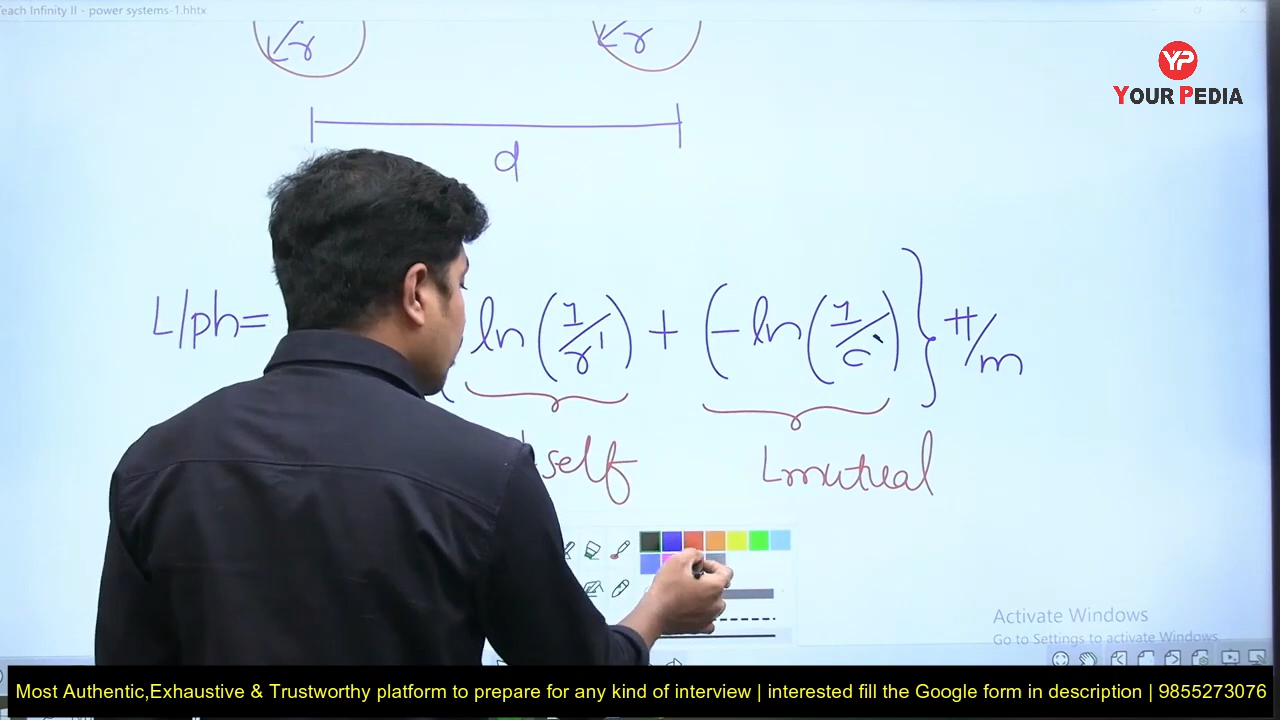 each Infinity II - power systems-1.hhtx
r r
YP
YOUR PEDIA
d
L/ph= ln(1/r') + (-ln(1/c)} H/m
self Lmutual
Activate Windows
Go to Settings to activate Windows.
Most Authentic,Exhaustive & Trustworthy platform to prepare for any kind of interview | interested fill the Google form in description | 9855273076